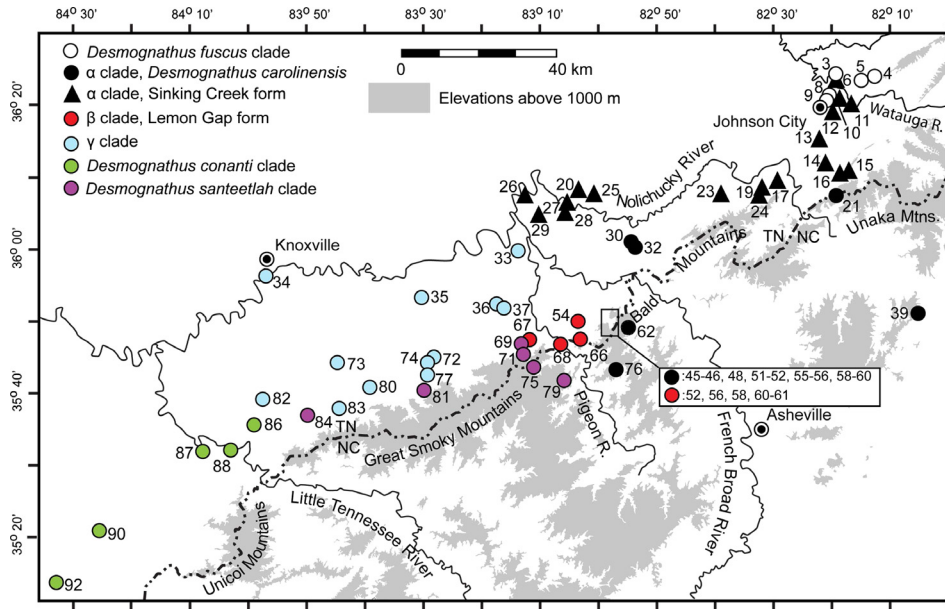 84° 20' 84° 0' 83° 50' 83° 30' 83° 10' 82° 50' 82° 30' 82° 10'
36° 20'
36° 00'
35° 40'
35° 20'
Desmognathus fuscus clade
α clade, Desmognathus carolinensis
α clade, Sinking Creek form
β clade, Lemon Gap form
γ clade
Desmognathus conanti clade
Desmognathus santeetlah clade
0 40 km
Elevations above 1000 m
3 5 4
8 6
9
Johnson City
12 10 11
Watauga R.
13
14 15
16
21
Unaka Mtns.
26 20 25
27
29 28
Nolichucky River
23 19 17
24
30 32
Mountains
TN NC
Knoxville
34
33
35
36 37
39
67 54
69
71 68 66
62
Bald
76
75
79
73 74 72
77
80
81
82 83
84
TN
NC
86
87 88
90
92
Great Smoky Mountains
Pigeon R.
:45-46, 48, 51-52, 55-56, 58-60
:52, 56, 58, 60-61
Asheville
French Broad River
Little Tennessee River
Unicoi Mountains